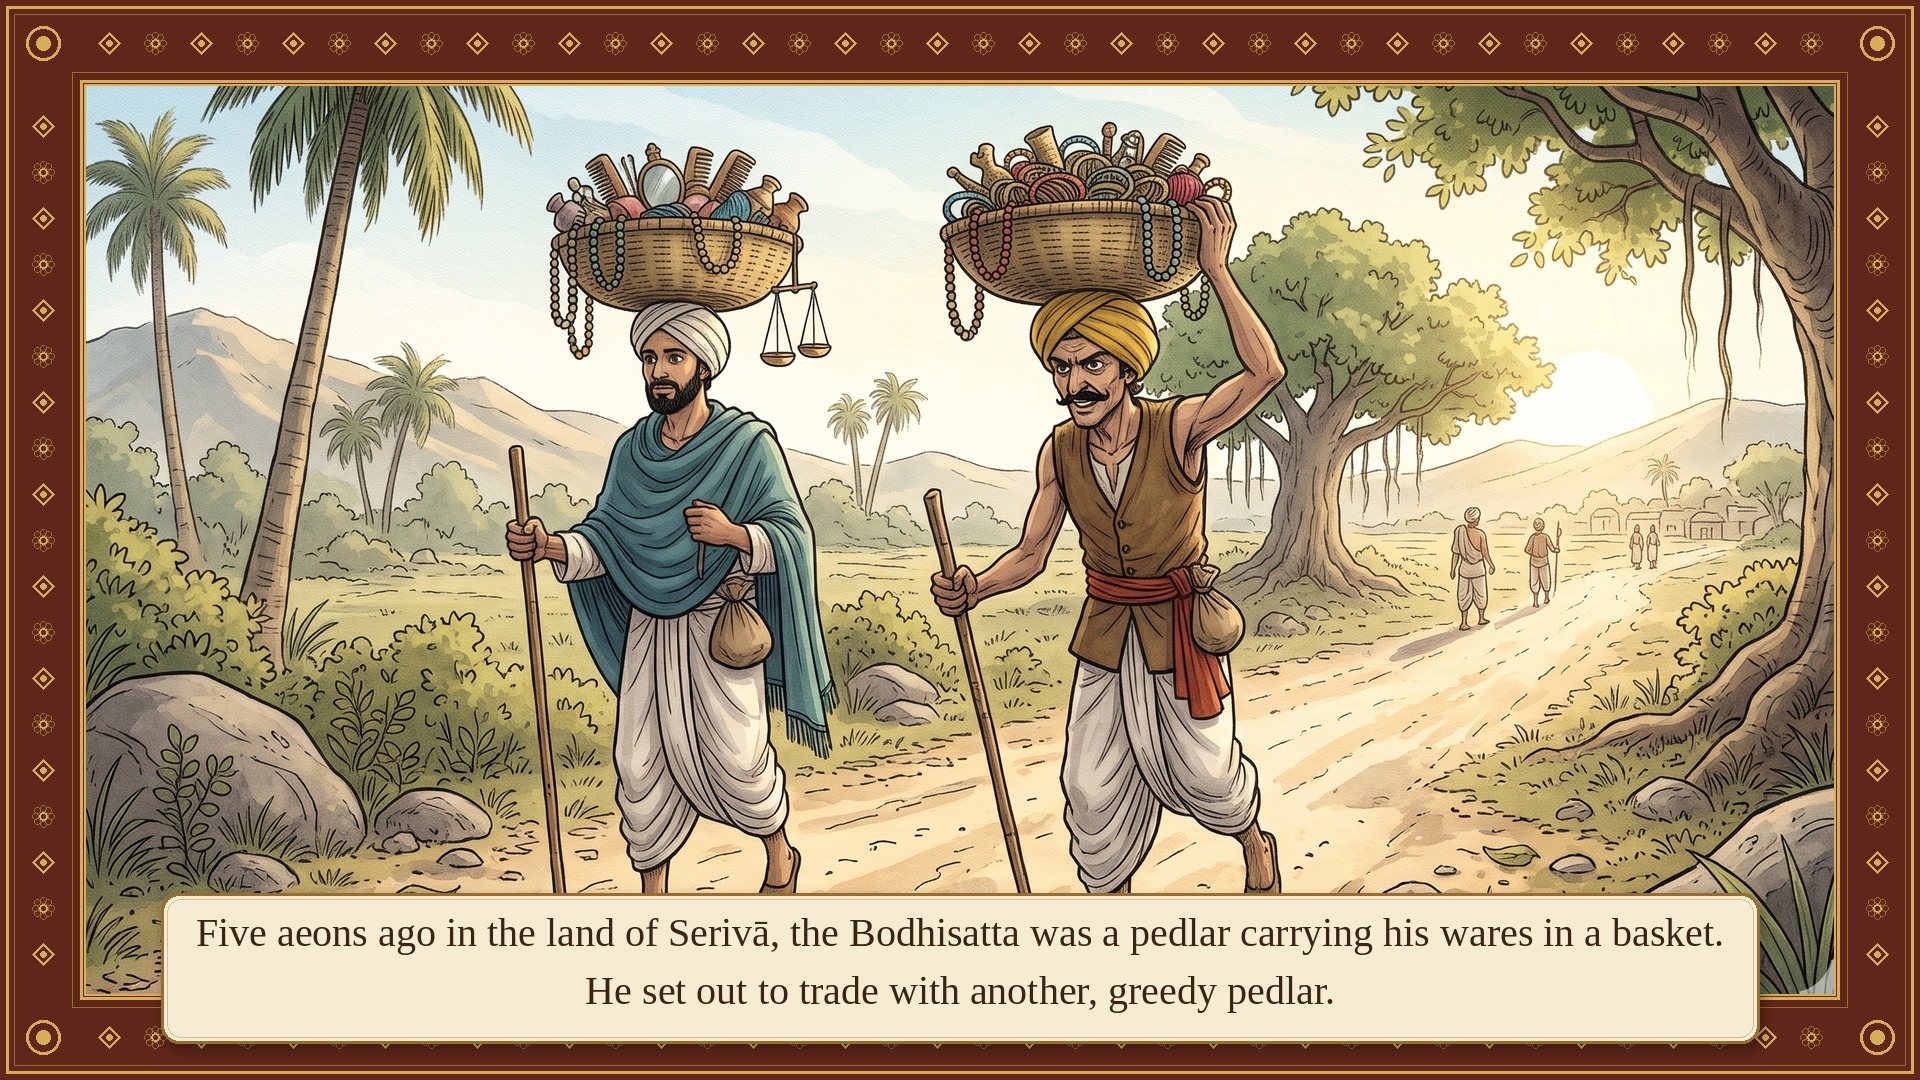 Five aeons ago in the land of Serivā, the Bodhisatta was a pedlar carrying his wares in a basket.
He set out to trade with another, greedy pedlar.